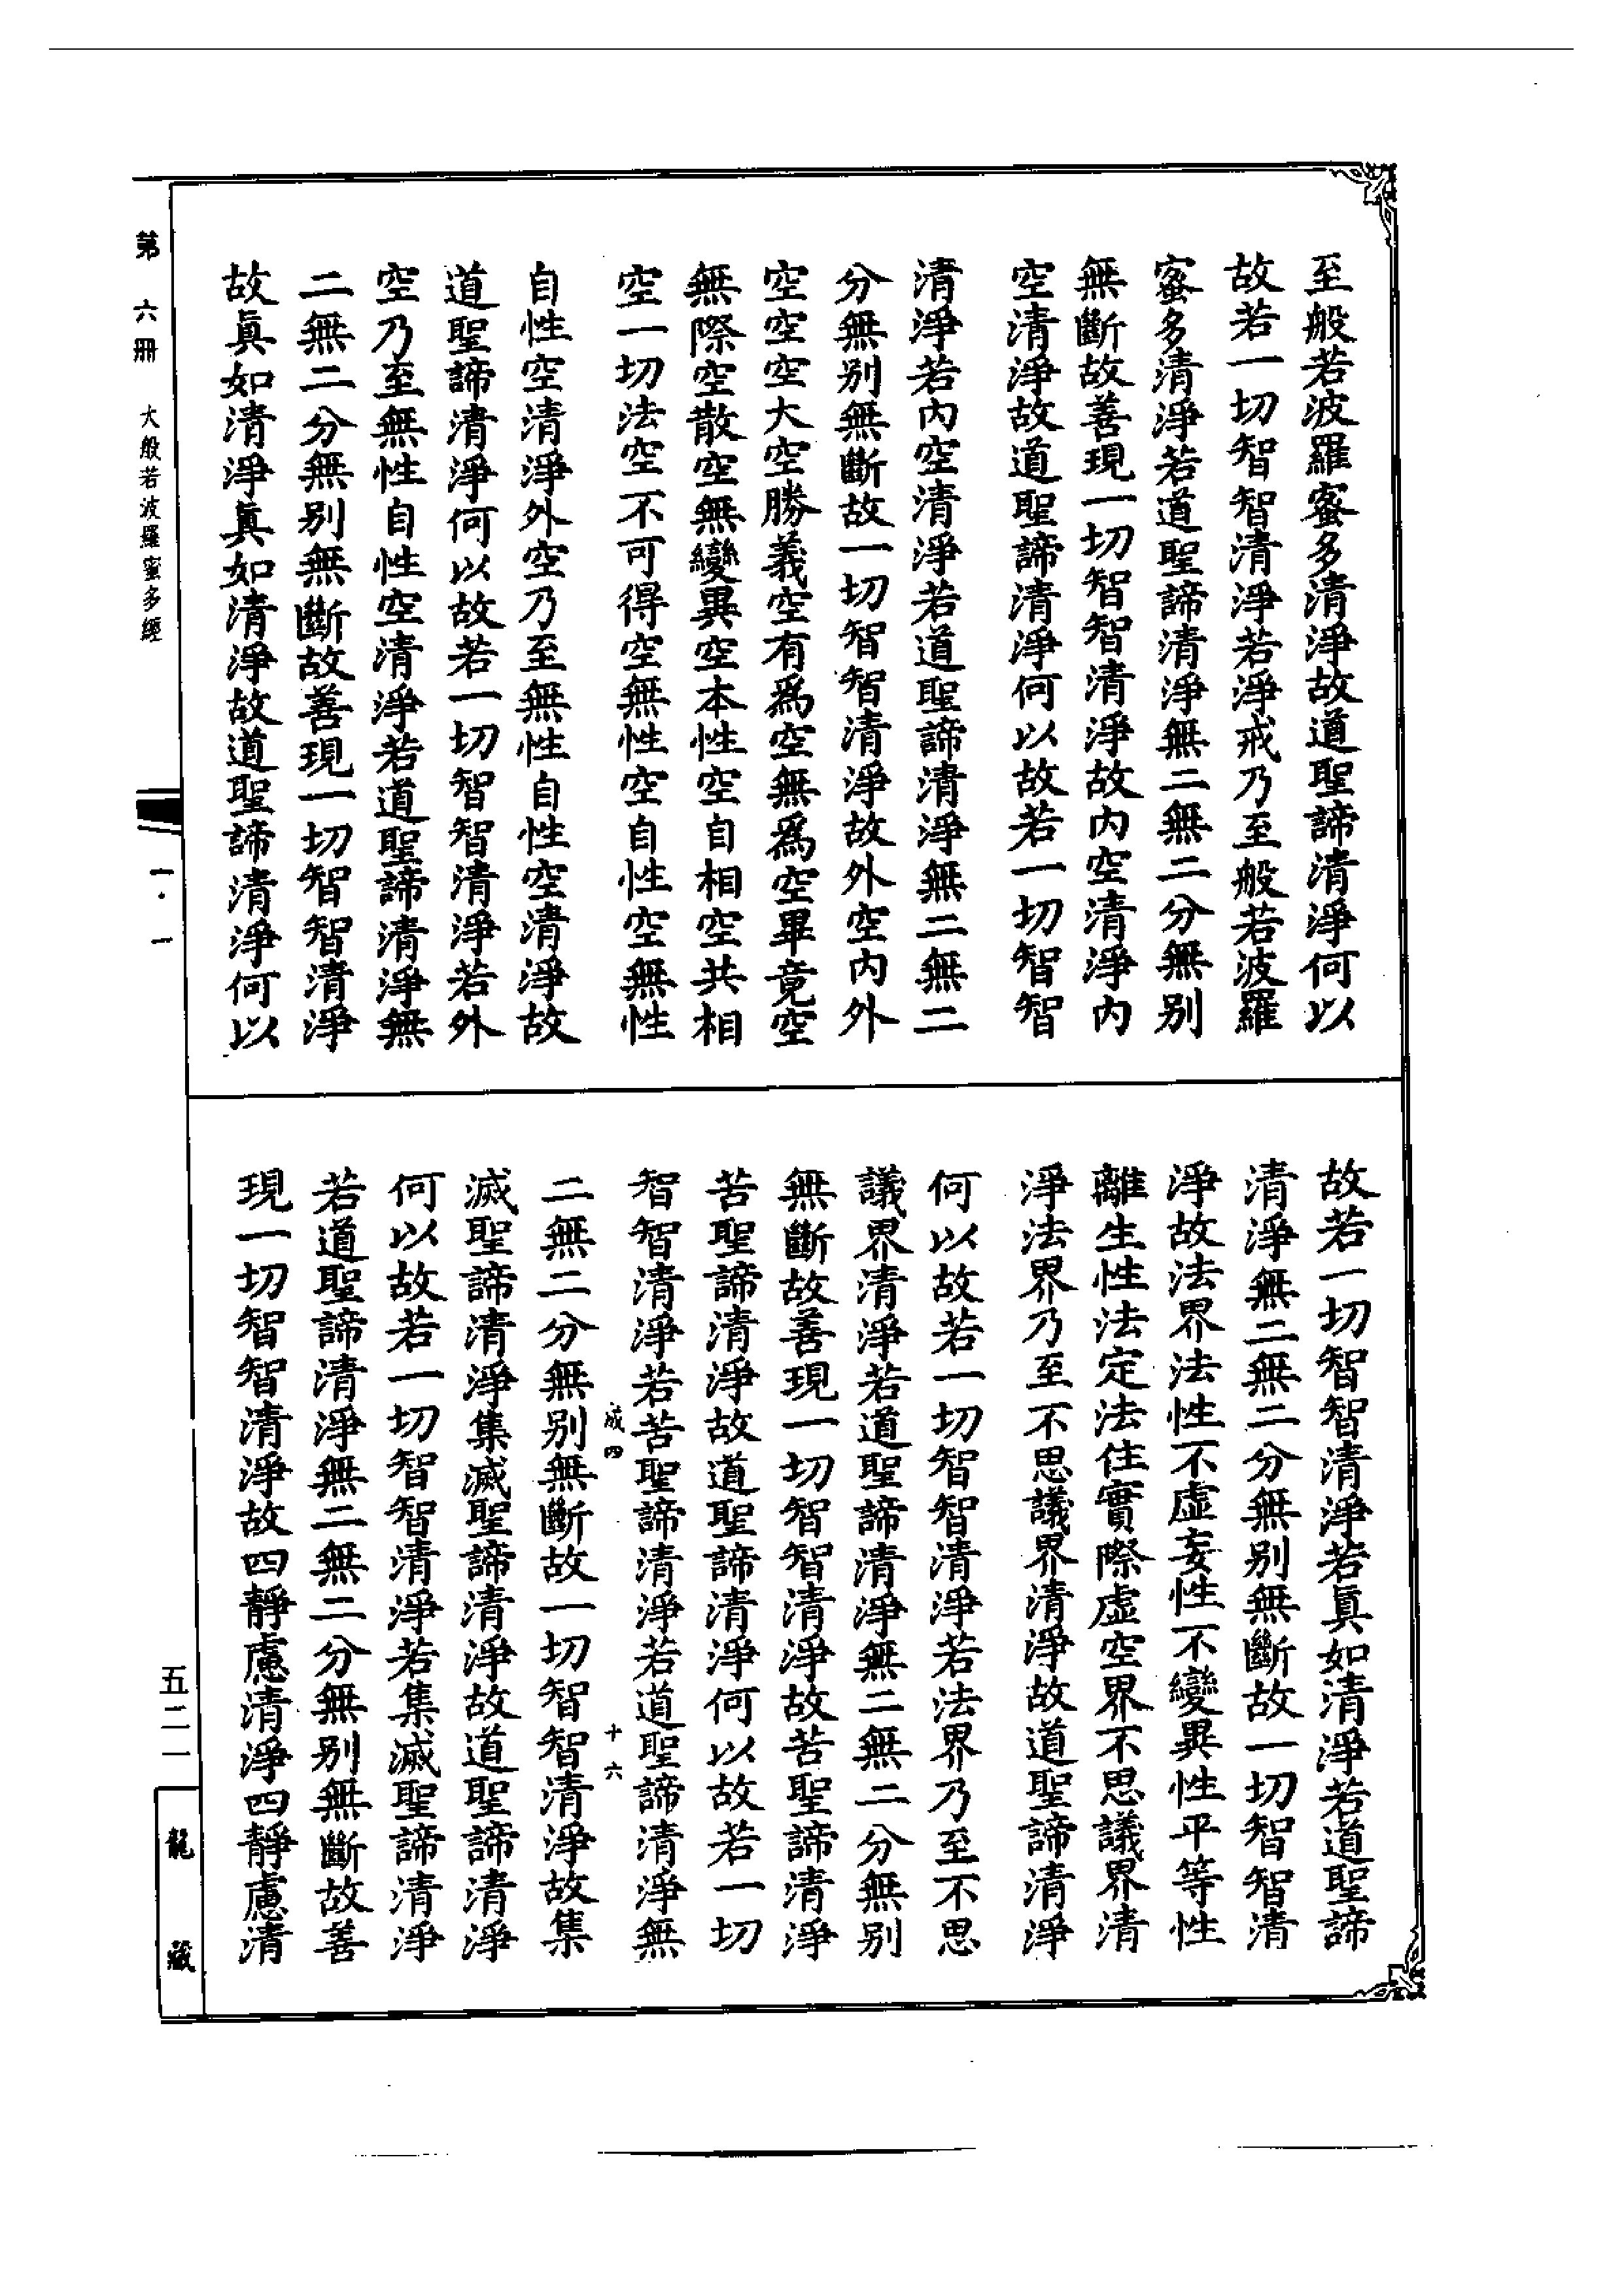 至般若波羅蜜多清淨故道聖諦清淨何以
故若一切智智清淨若淨戒乃至般若波羅
蜜多清淨若道聖諦清淨無二無二分無別
無斷故善現一切智智清淨故內空清淨內
空清淨故道聖諦清淨何以故若一切智智
清淨若內空清淨若道聖諦清淨無二無二
分無別無斷故一切智智清淨故外空內外
空空空大空勝義空有爲空無爲空畢竟空
無際空散空無變異空本性空自相空共相
空一切法空不可得空無性空自性空無性
自性空清淨外空乃至無性自性空清淨故
道聖諦清淨何以故若一切智智清淨若外
空乃至無性自性空清淨若道聖諦清淨無
二無二分無別無斷故善現一切智智清淨
故眞如清淨眞如清淨故道聖諦清淨何以
故若一切智智清淨若眞如清淨若道聖諦
清淨無二無二分無別無斷故一切智智清
淨故法界法性不虛妄性不變異性平等性
離生性法定法住實際虛空界不思議界清
淨法界乃至不思議界清淨故道聖諦清淨
何以故若一切智智清淨若法界乃至不思
議界清淨若道聖諦清淨無二無二分無別
無斷故善現一切智智清淨故苦聖諦清淨
苦聖諦清淨故道聖諦清淨何以故若一切
智智清淨若苦聖諦清淨若道聖諦清淨無
四 十六
二無二分無別無斷故一切智智清淨故集
滅聖諦清淨集滅聖諦清淨故道聖諦清淨
何以故若一切智智清淨若集滅聖諦清淨
若道聖諦清淨無二無二分無別無斷故善
現一切智智清淨故四靜慮清淨四靜慮清
第六冊 大般若波羅蜜多經
一·一
五二一
龍藏